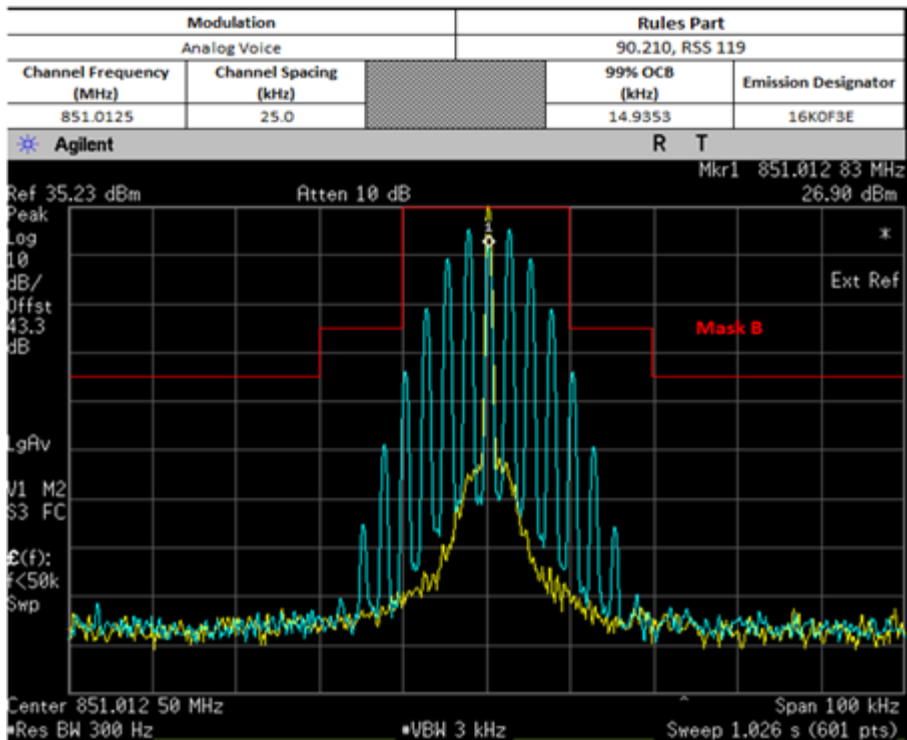 Modulation Rules Part
Analog Voice 90.210, RSS 119
Channel Frequency (MHz) Channel Spacing (kHz) 99% OCB (kHz) Emission Designator
851.0125 25.0 14.9353 16K0F3E
Agilent R T
Mkr1 851.012 83 MHz
Ref 35.23 dBm Atten 10 dB 26.90 dBm
Peak
Log
10
dB/
Offst
43.3
dB
*
Ext Ref
Mask B
1
LgAv
V1 M2
S3 FC
£(f):
f<50k
Swp
Center 851.012 50 MHz Span 100 kHz
#Res BW 300 Hz #VBW 3 kHz Sweep 1.026 s (601 pts)